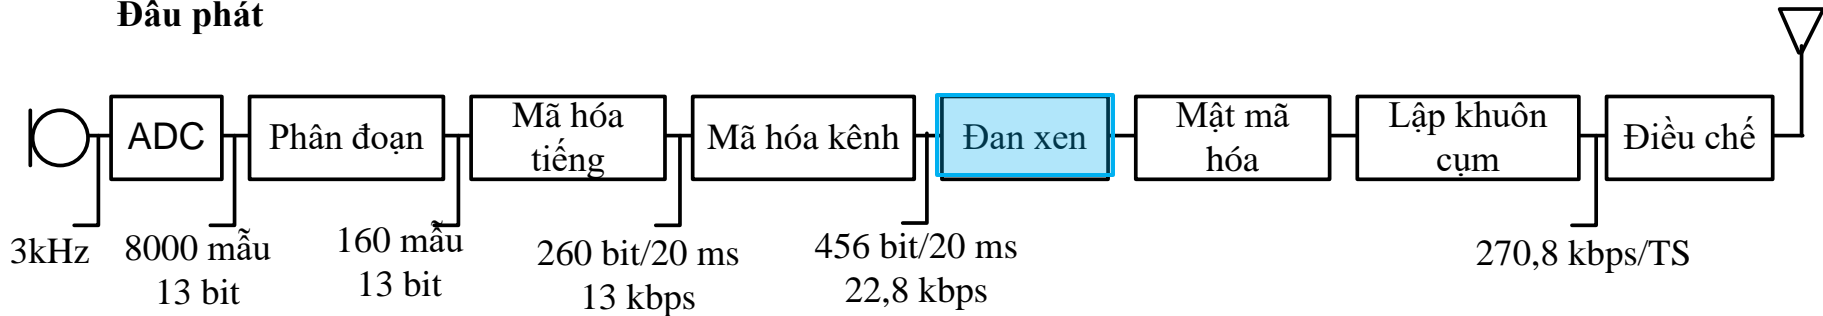 Đầu phát
ADC
Phân đoạn
Mã hóa
tiếng
Mã hóa kênh
Đan xen
Mật mã
hóa
Lập khuôn
cụm
Điều chế
3kHz
8000 mẫu
13 bit
160 mẫu
13 bit
260 bit/20 ms
13 kbps
456 bit/20 ms
22,8 kbps
270,8 kbps/TS